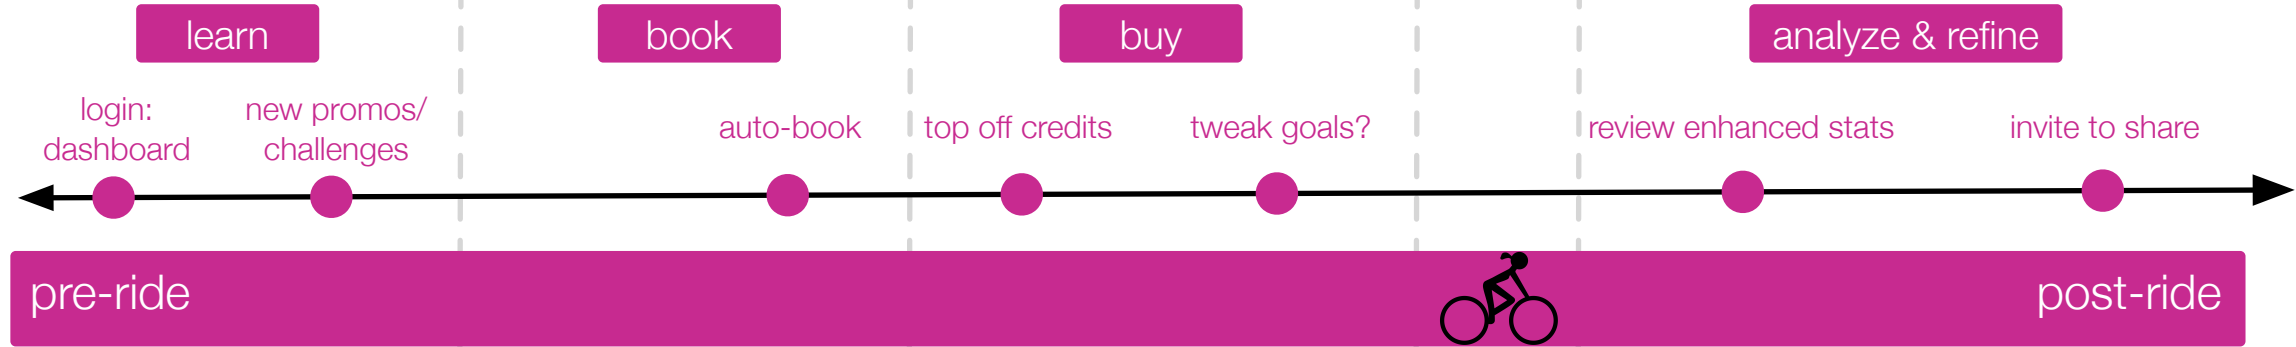 learn
book
buy
analyze & refine
login:
dashboard
new promos/
challenges
auto-book
top off credits
tweak goals?
review enhanced stats
invite to share
pre-ride
post-ride